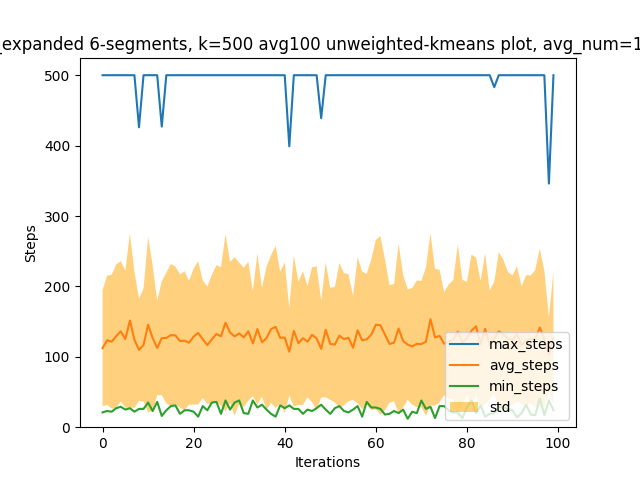 _expanded 6-segments, k=500 avg100 unweighted-kmeans plot, avg_num=1
500
400
300
200
100
0
Steps
0 20 40 60 80 100
Iterations
max_steps
avg_steps
min_steps
std